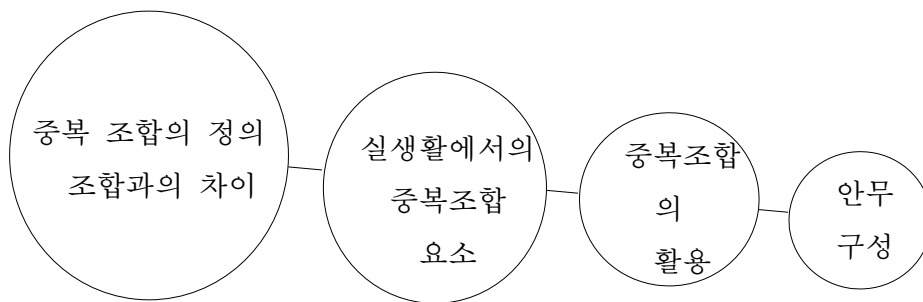 중복 조합의 정의
조합과의 차이
실생활에서의
중복조합
요소
중복조합
의
활용
안무
구성